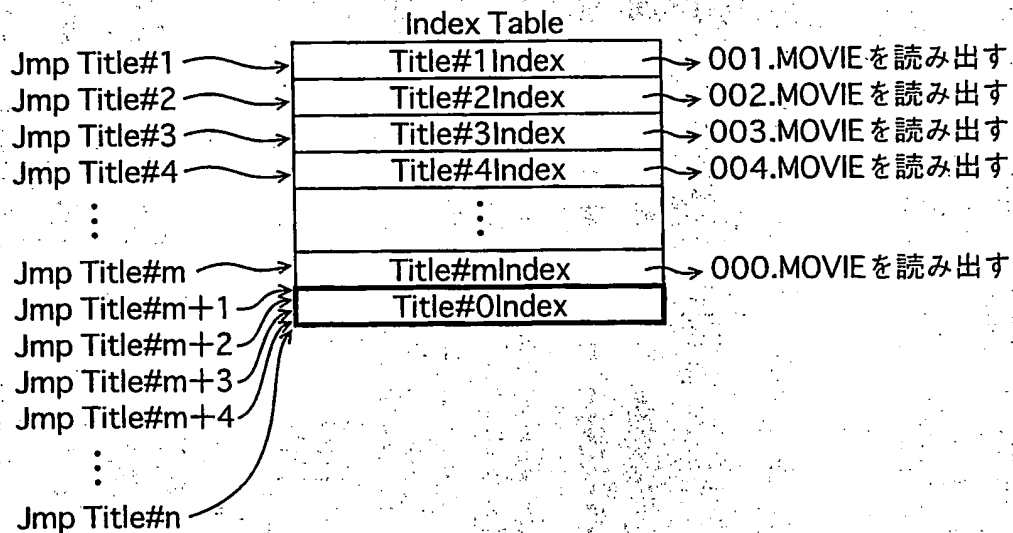 Index Table
Jmp Title#1 Title#1Index 001.MOVIEを読み出す
Jmp Title#2 Title#2Index 002.MOVIEを読み出す
Jmp Title#3 Title#3Index 003.MOVIEを読み出す
Jmp Title#4 Title#4Index 004.MOVIEを読み出す
Jmp Title#m Title#mIndex 000.MOVIEを読み出す
Jmp Title#m+1 Title#0Index
Jmp Title#m+2
Jmp Title#m+3
Jmp Title#m+4
Jmp Title#n